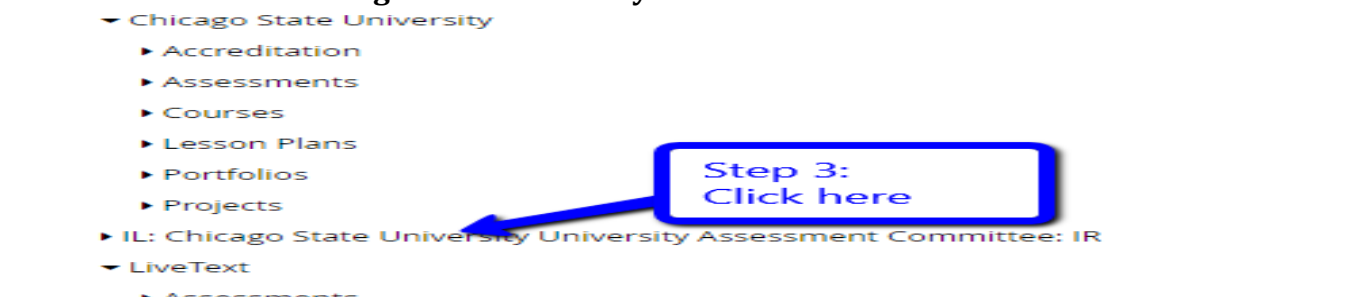 Chicago State University
Accreditation
Assessments
Courses
Lesson Plans
Portfolios
Projects
Step 3:
Click here
IL: Chicago State University University Assessment Committee: IR
LiveText
Assessments